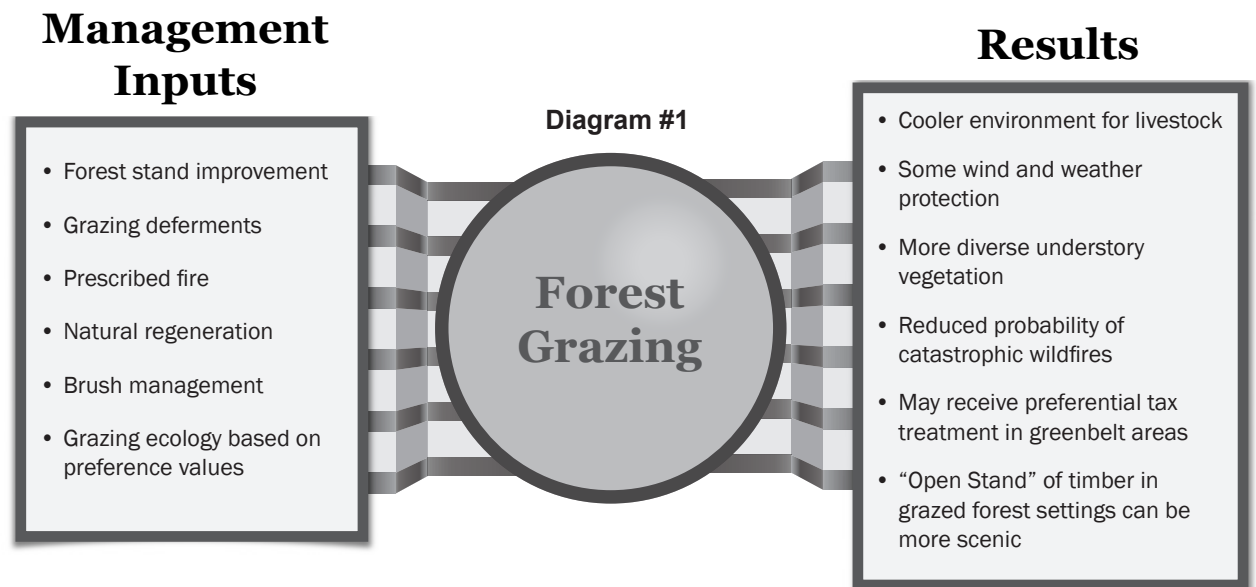 Management
Inputs
• Forest stand improvement
• Grazing deferments
• Prescribed fire
• Natural regeneration
• Brush management
• Grazing ecology based on
preference values
Diagram #1
Forest
Grazing
Results
• Cooler environment for livestock
• Some wind and weather
protection
• More diverse understory
vegetation
• Reduced probability of
catastrophic wildfires
• May receive preferential tax
treatment in greenbelt areas
• “Open Stand” of timber in
grazed forest settings can be
more scenic